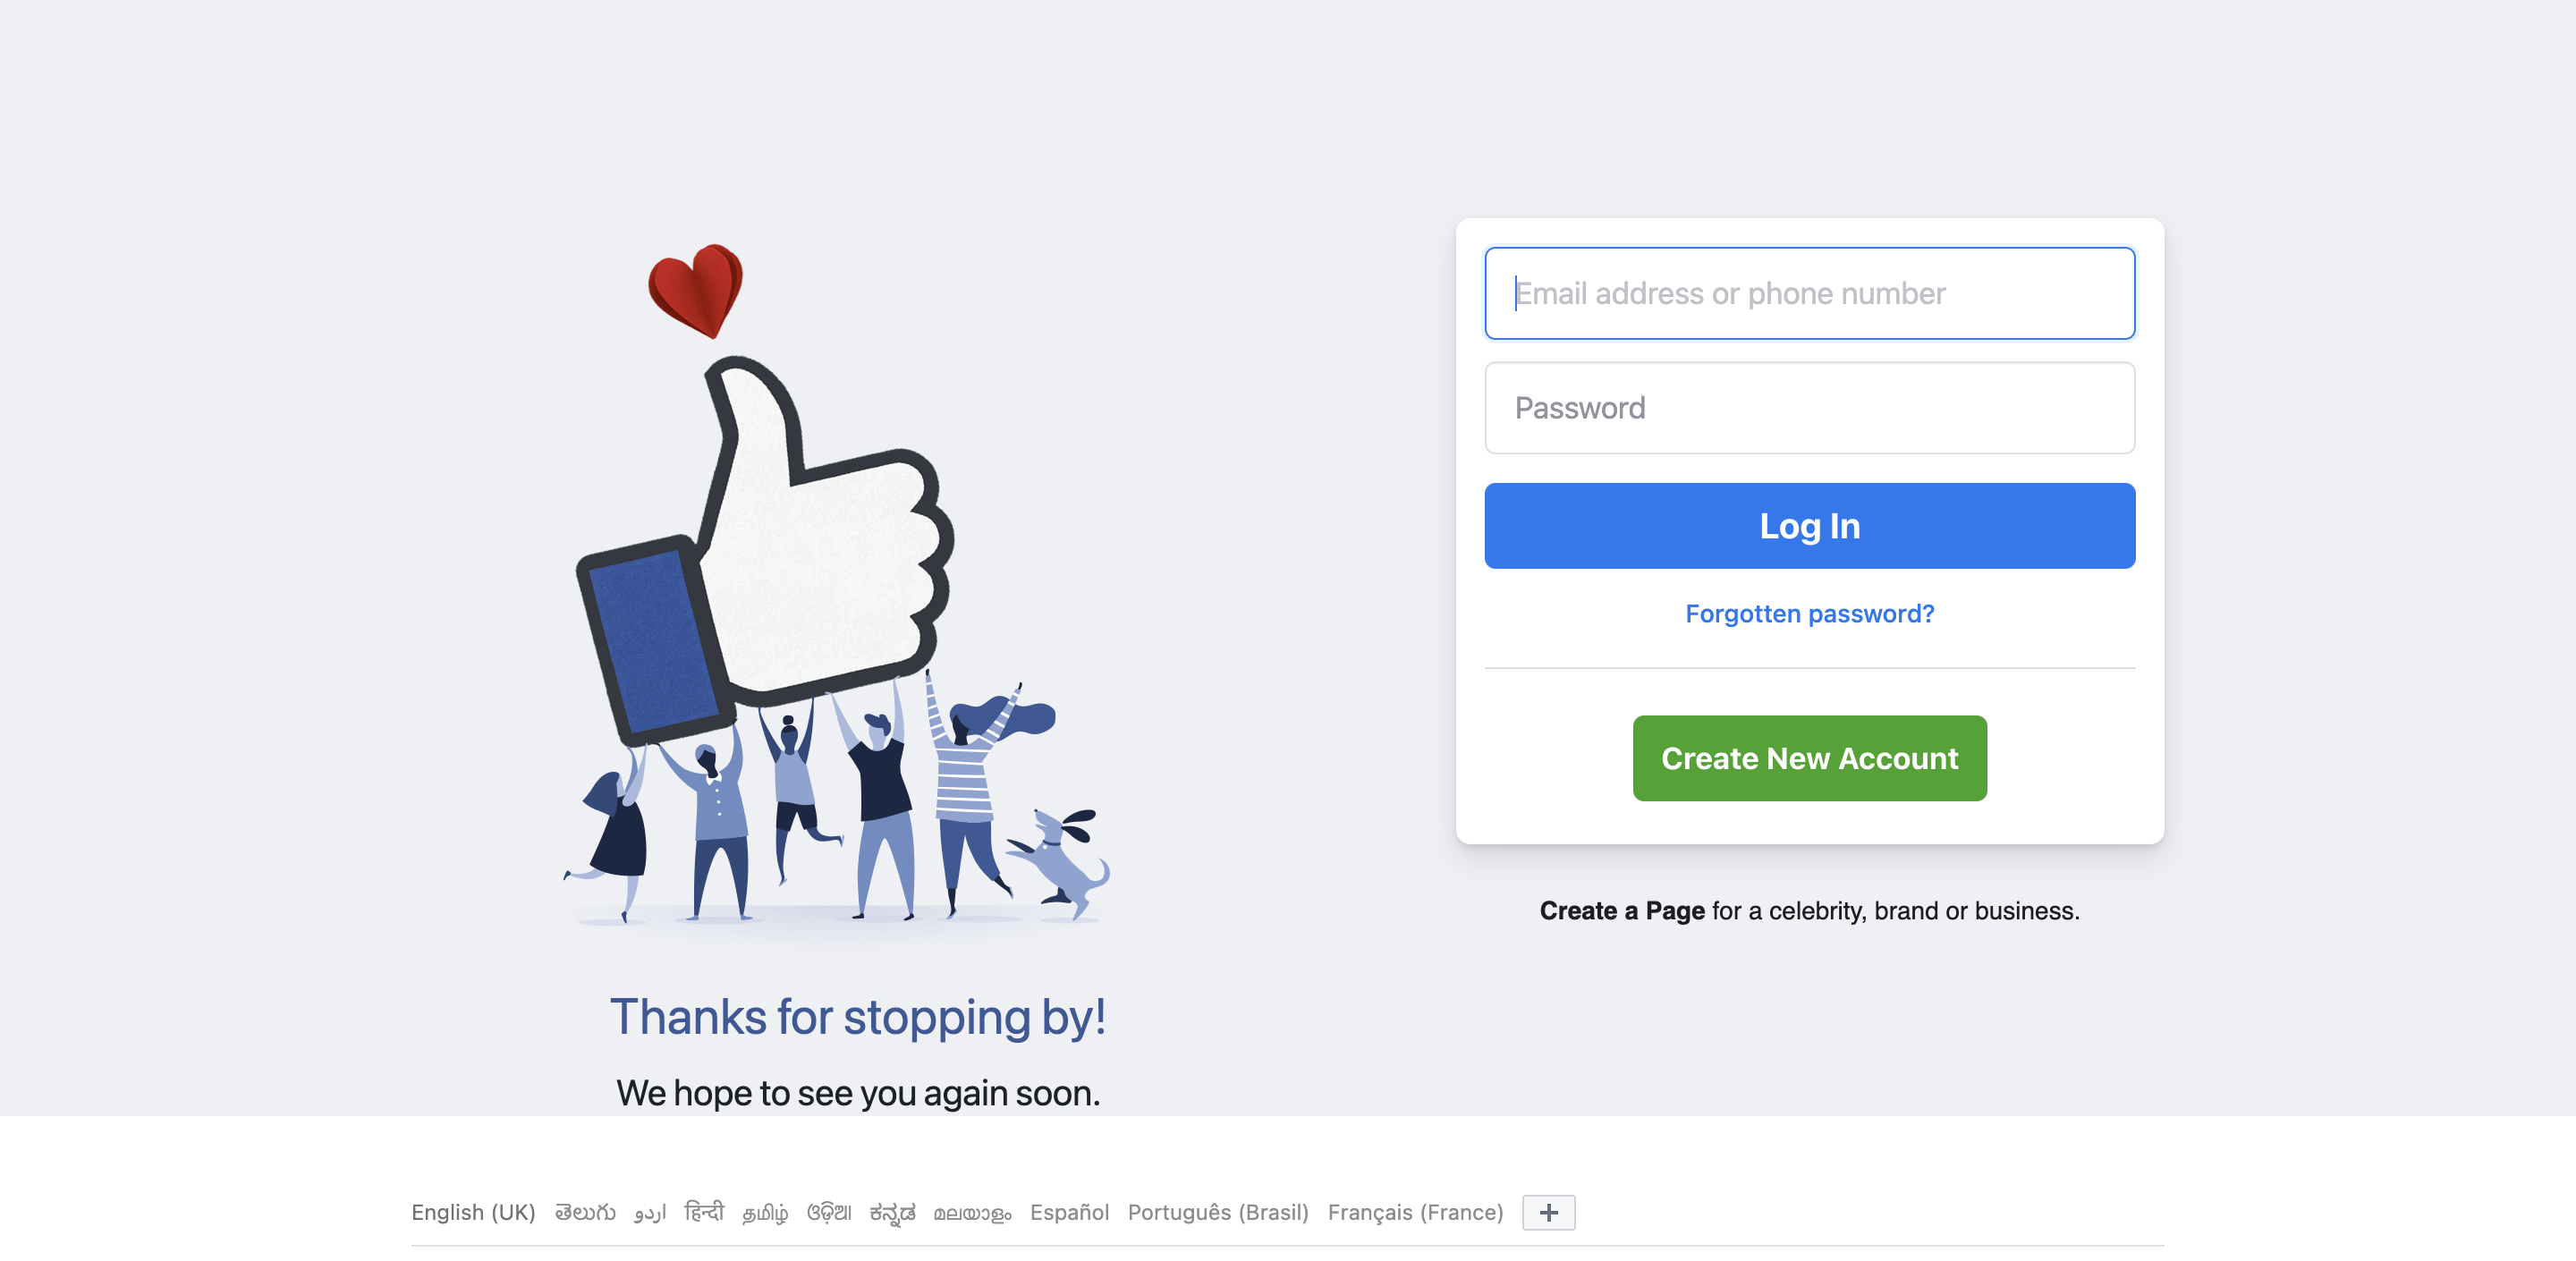 Email address or phone number
Password
Log In
Forgotten password?
Create New Account
Create a Page for a celebrity, brand or business.
Thanks for stopping by!
We hope to see you again soon.
English (UK) తెలుగు اردو हिन्दी தமிழ் ଓଡ଼ିଆ ಕನ್ನಡ മലയാളം Español Português (Brasil) Français (France) +